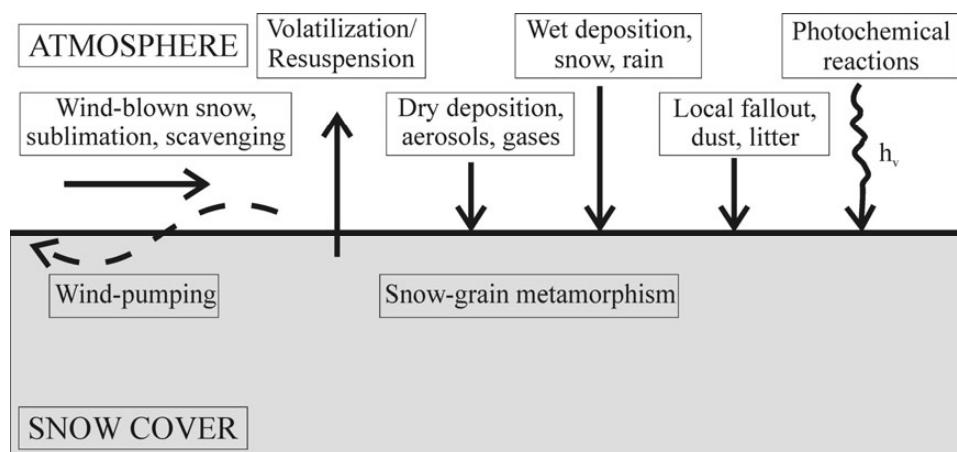 ATMOSPHERE
Volatilization/
Resuspension
Wet deposition,
snow, rain
Photochemical
reactions
Wind-blown snow,
sublimation, scavenging
Dry deposition,
aerosols, gases
Local fallout,
dust, litter
hᵥ
Wind-pumping
Snow-grain metamorphism
SNOW COVER